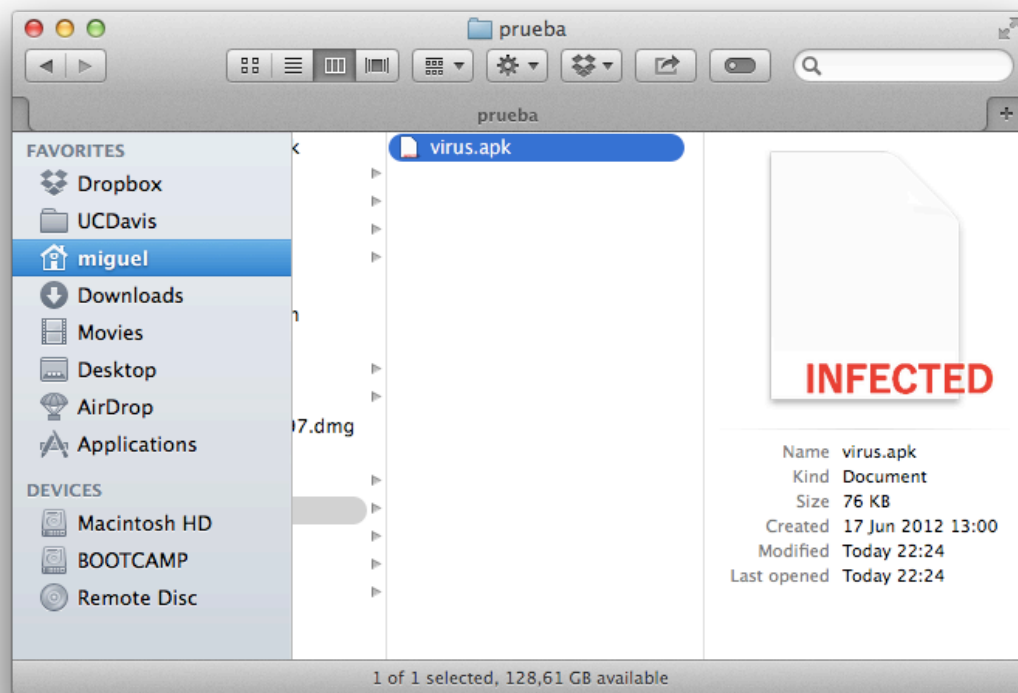 prueba
prueba
FAVORITES
Dropbox
UCDavis
miguel
Downloads
Movies
Desktop
AirDrop
Applications
DEVICES
Macintosh HD
BOOTCAMP
Remote Disc
07.dmg
virus.apk
INFECTED
Name virus.apk
Kind Document
Size 76 KB
Created 17 Jun 2012 13:00
Modified Today 22:24
Last opened Today 22:24
1 of 1 selected, 128,61 GB available